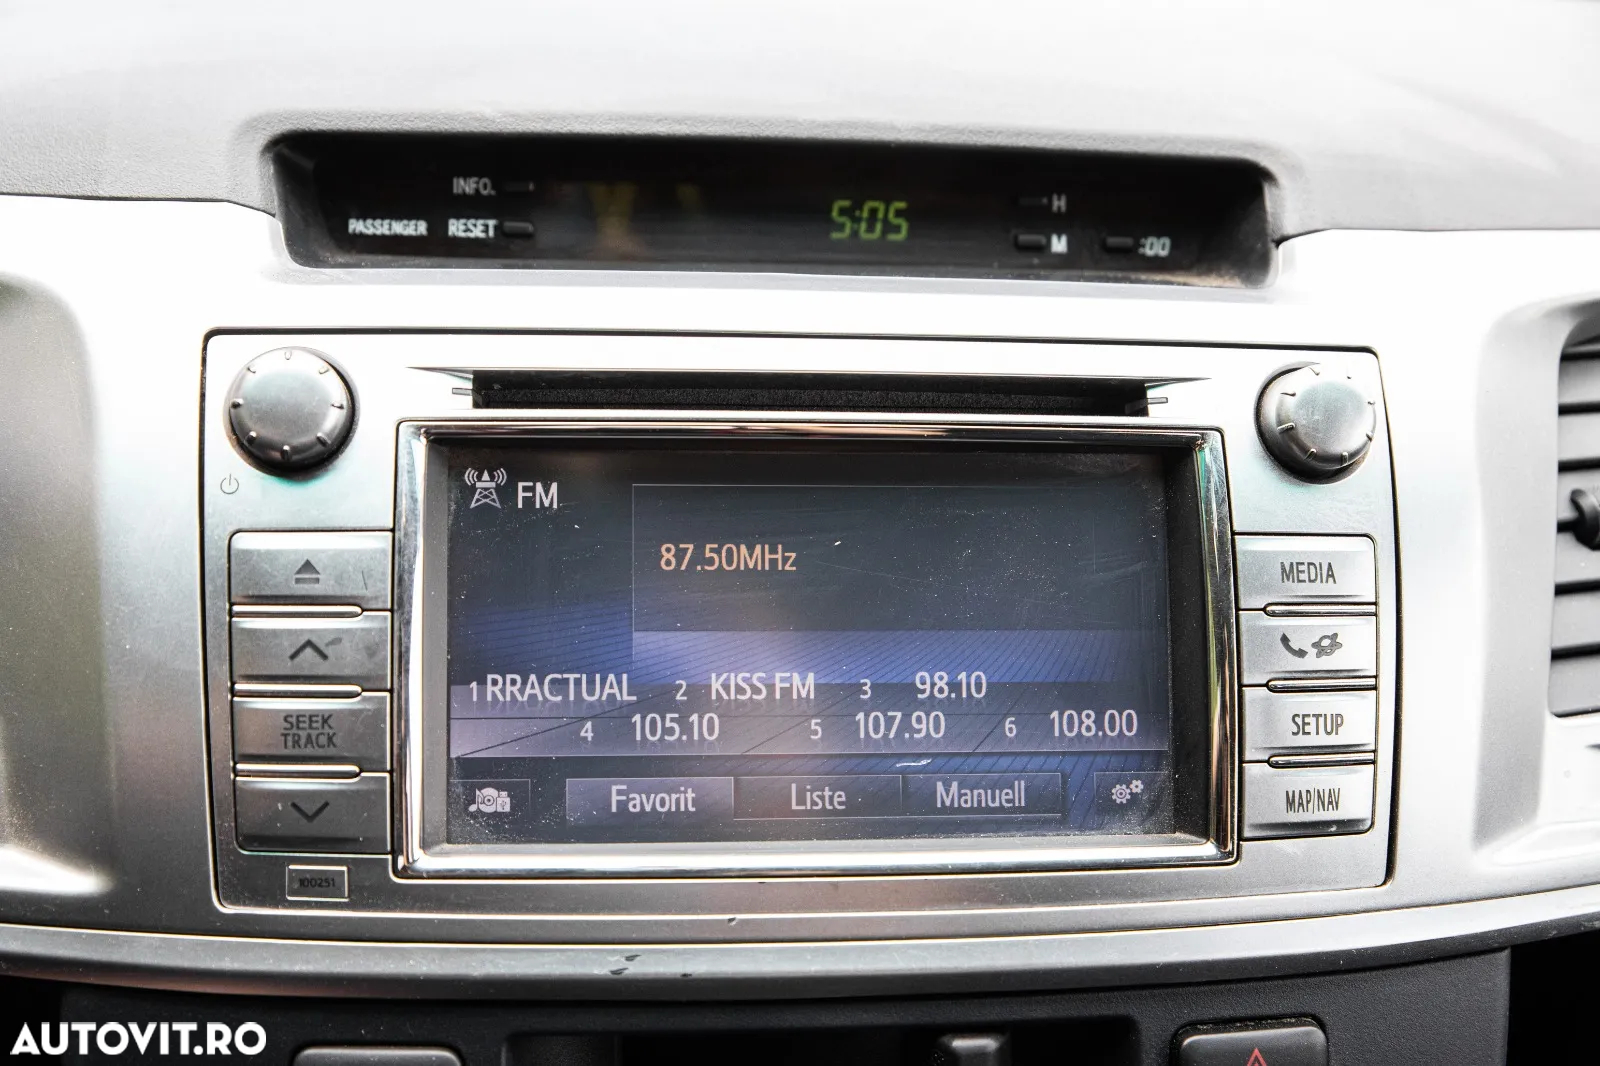 INFO.
PASSENGER RESET
5:05
H
M :00
0
FM
87.50MHz
1 RRACTUAL 2 KISS FM 3 98.10
4 105.10 5 107.90 6 108.00
Favorit Liste Manuell
SEEK
TRACK
100251
MEDIA
SETUP
MAP/NAV
AUTOVIT.RO